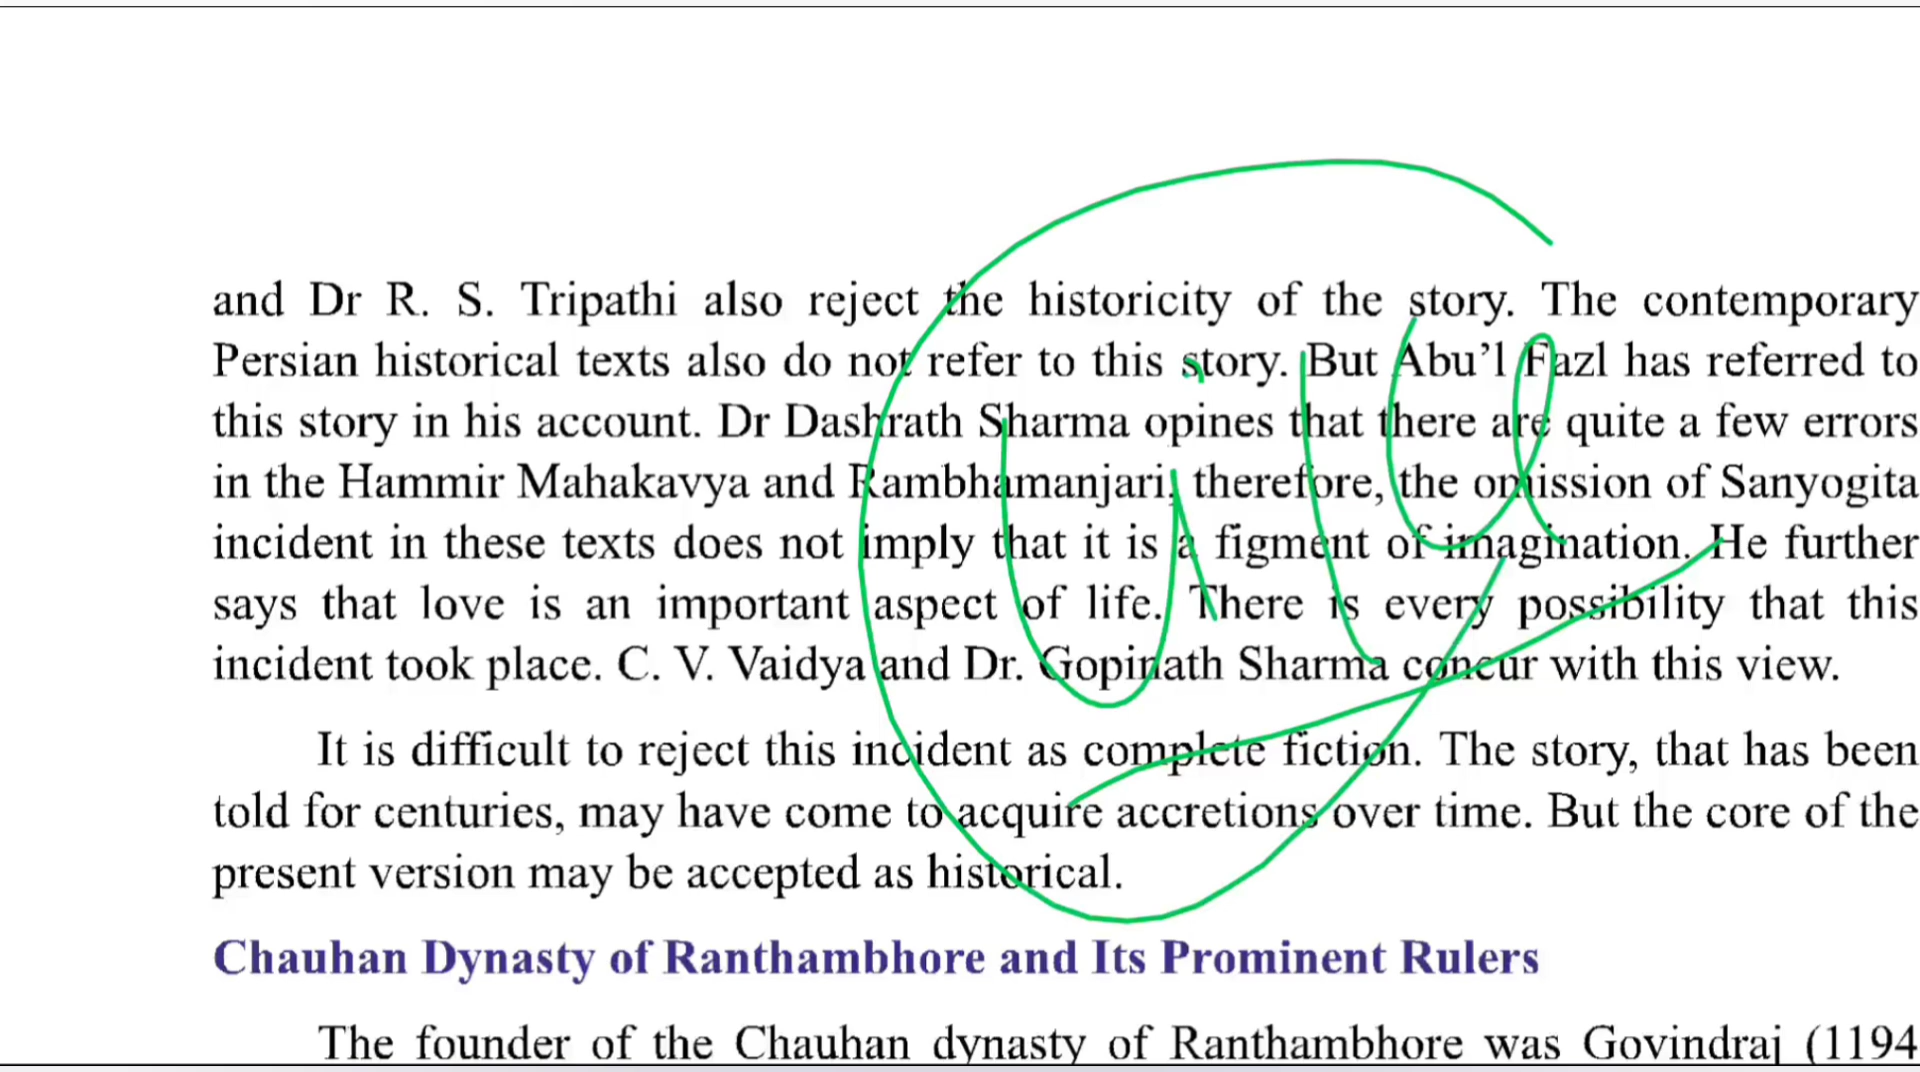 and Dr R. S. Tripathi also reject the historicity of the story. The contemporary
Persian historical texts also do not refer to this story. But Abu’l Fazl has referred to
this story in his account. Dr Dashrath Sharma opines that there are quite a few errors
in the Hammir Mahakavya and Rambhamanjari, therefore, the omission of Sanyogita
incident in these texts does not imply that it is a figment of imagination. He further
says that love is an important aspect of life. There is every possibility that this
incident took place. C. V. Vaidya and Dr. Gopinath Sharma concur with this view.
It is difficult to reject this incident as complete fiction. The story, that has been
told for centuries, may have come to acquire accretions over time. But the core of the
present version may be accepted as historical.
Chauhan Dynasty of Ranthambhore and Its Prominent Rulers
The founder of the Chauhan dynasty of Ranthambhore was Govindraj (1194